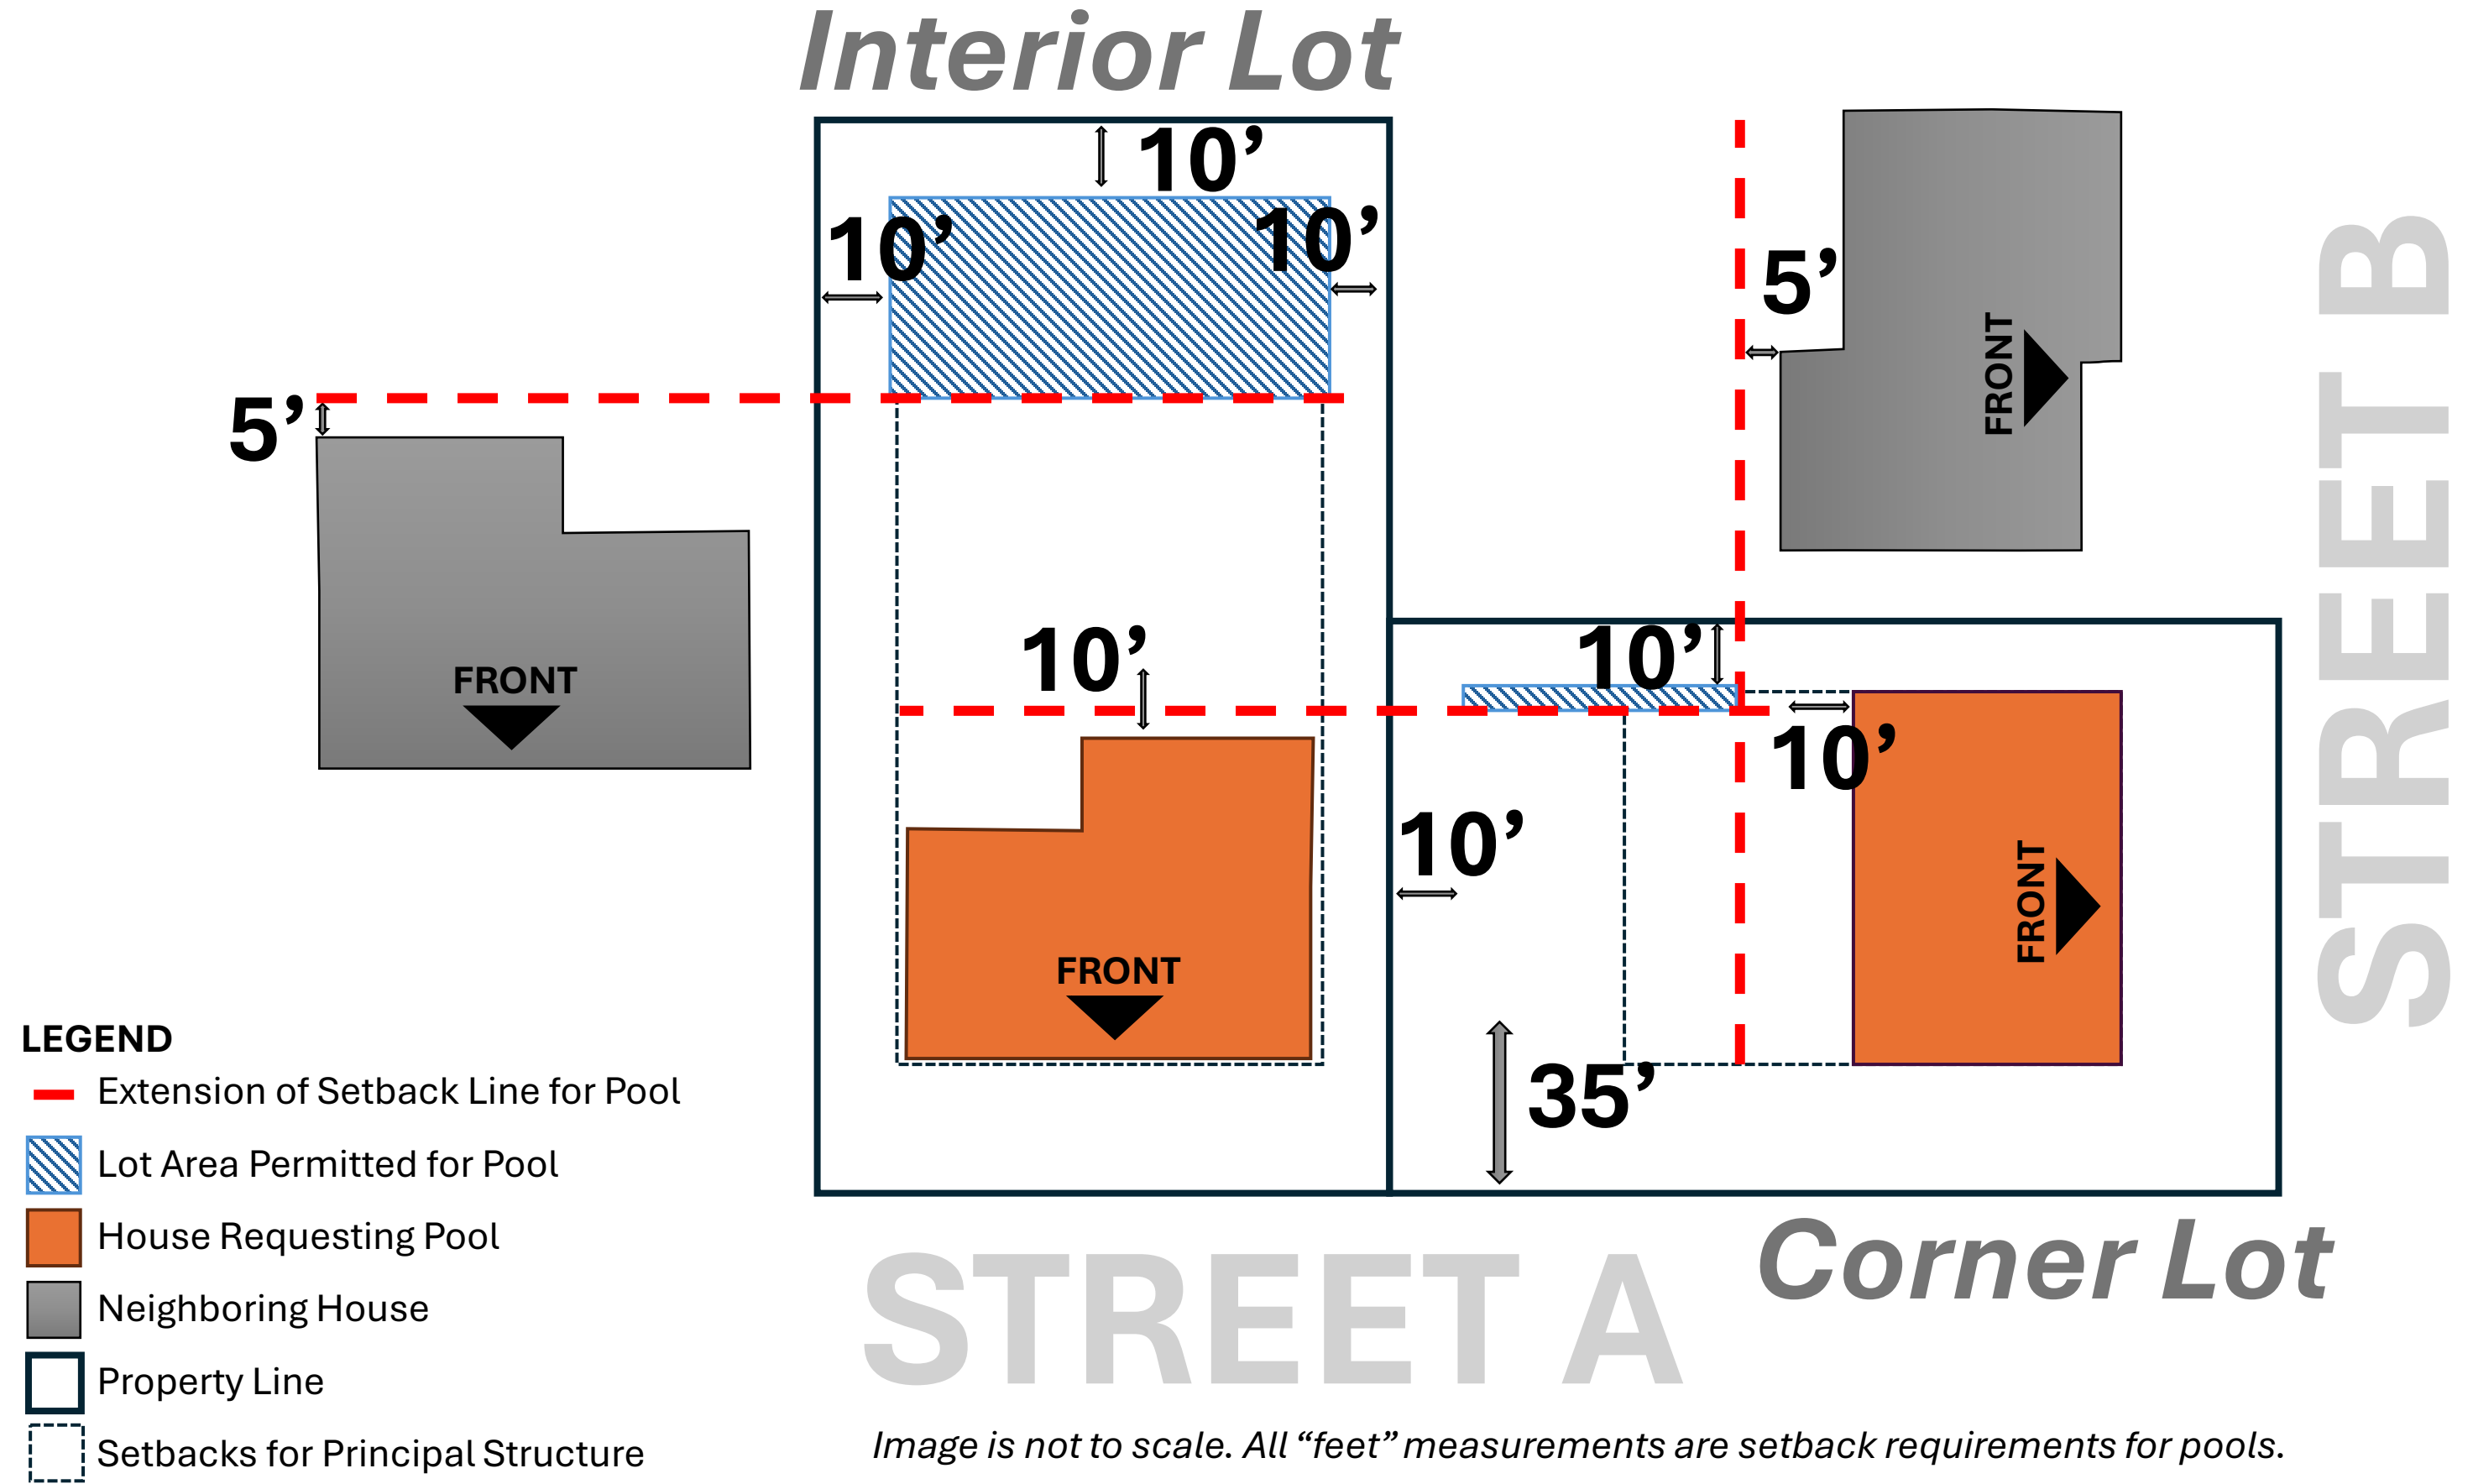 Interior Lot
10’
10’
10’
5’
5’
FRONT
STREET B
10’
10’
FRONT
10’
10’
FRONT
FRONT
35’
LEGEND
Extension of Setback Line for Pool
Lot Area Permitted for Pool
House Requesting Pool
Neighboring House
Property Line
Setbacks for Principal Structure
Corner Lot
STREET A
Image is not to scale. All “feet” measurements are setback requirements for pools.